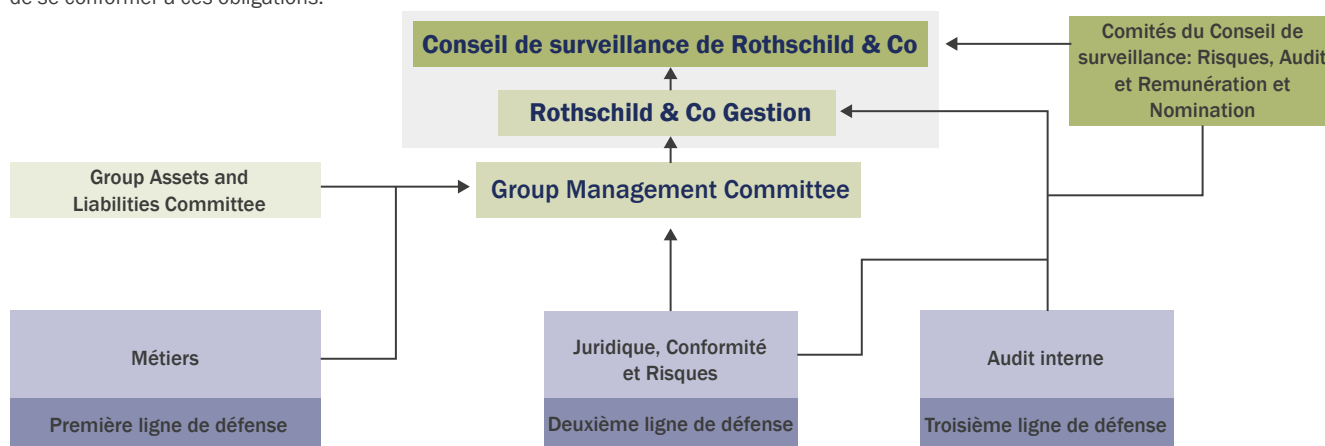 de se conformer à ces obligations.
Conseil de surveillance de Rothschild & Co
Comités du Conseil de
surveillance: Risques, Audit
et Remunération et
Nomination
Rothschild & Co Gestion
Group Assets and
Liabilities Committee
Group Management Committee
Métiers
Juridique, Conformité
et Risques
Audit interne
Première ligne de défense
Deuxième ligne de défense
Troisième ligne de défense